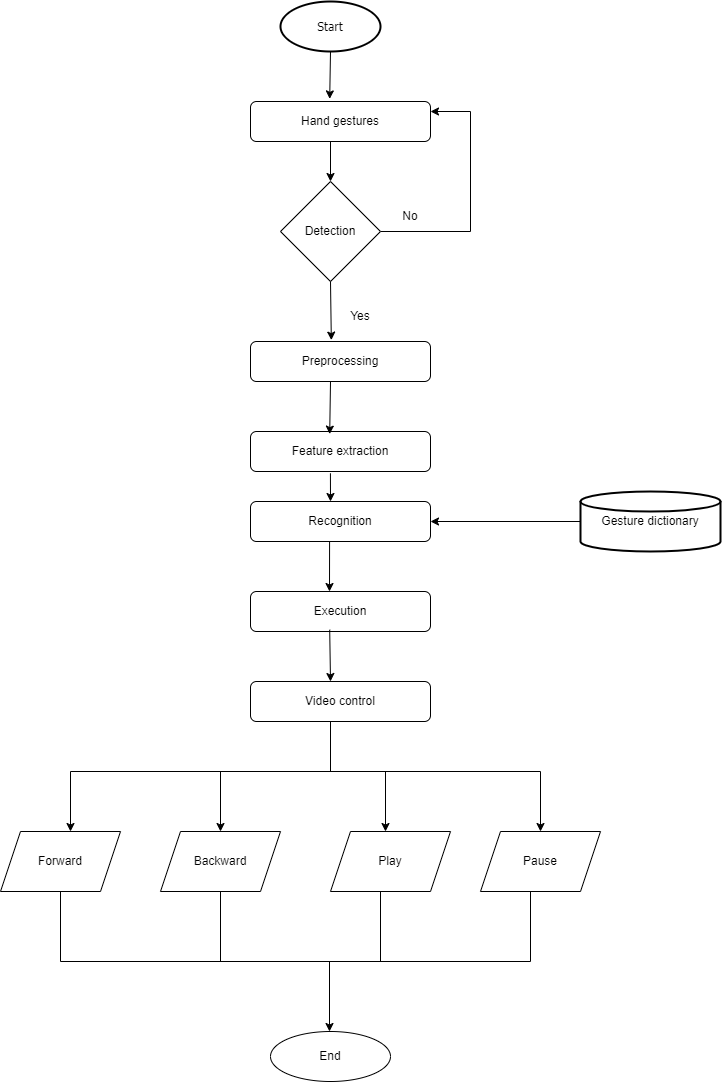 Start
Hand gestures
Detection
No
Yes
Preprocessing
Feature extraction
Recognition
Gesture dictionary
Execution
Video control
Forward
Backward
Play
Pause
End